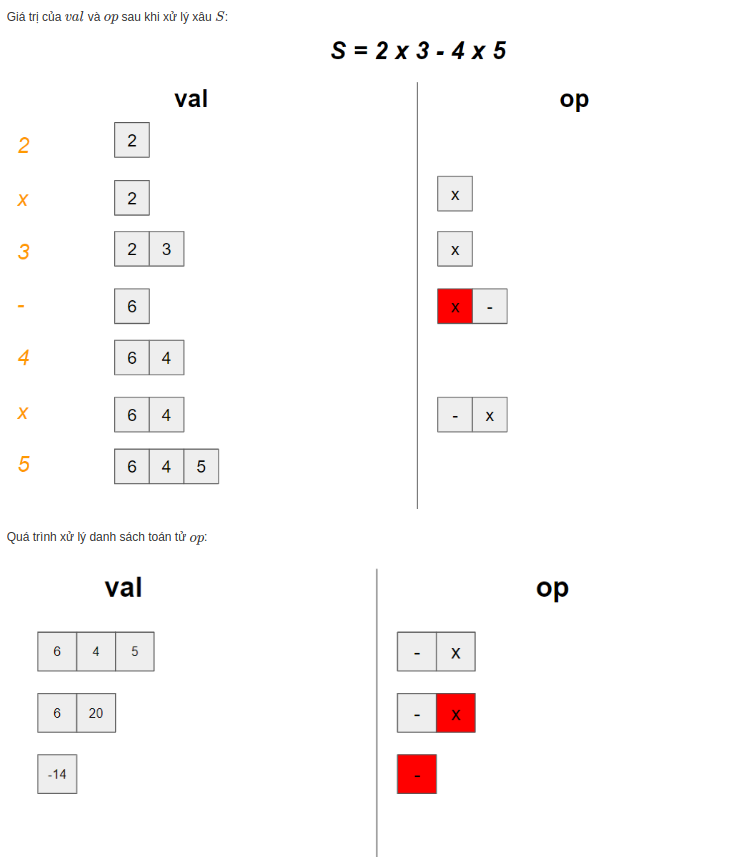 Giá trị của val và op sau khi xử lý xâu S:
S = 2 x 3 - 4 x 5
val op
2 2
x 2 x
3 2 3 x
- 6 x -
4 6 4
x 6 4 - x
5 6 4 5
Quá trình xử lý danh sách toán tử op:
val op
6 4 5 - x
6 20 - x
-14 -